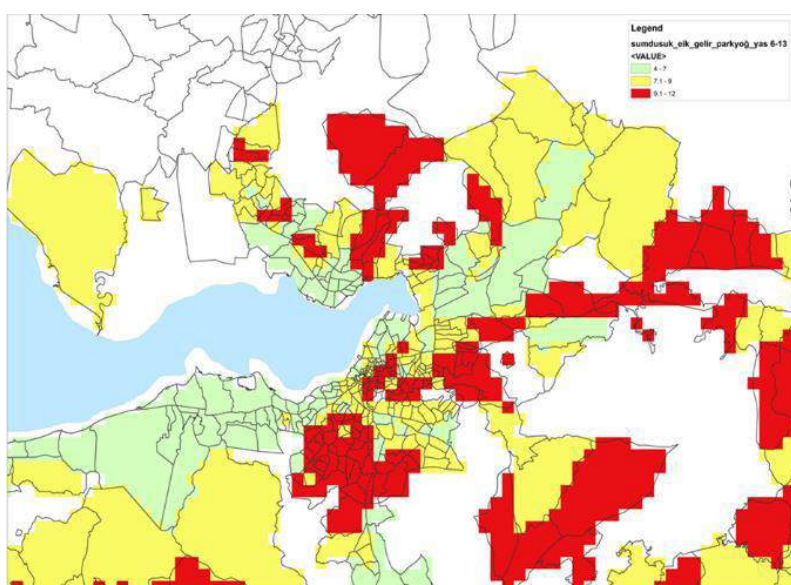 Legend
sumdusuk_eik_gelir_parkyoğ_yas 6-13
<VALUE>
4 - 7
7.1 - 9
9.1 - 12